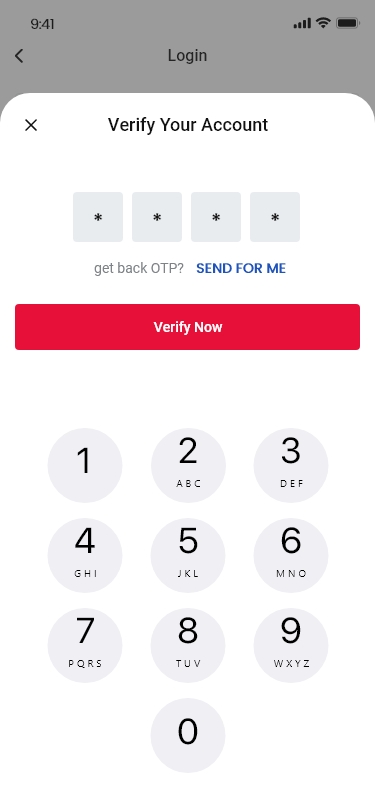 9:41
Login
Verify Your Account
* * * *
get back OTP? SEND FOR ME
Verify Now
1 2 3
ABC DEF
4 5 6
GHI JKL MNO
7 8 9
PQRS TUV WXYZ
0